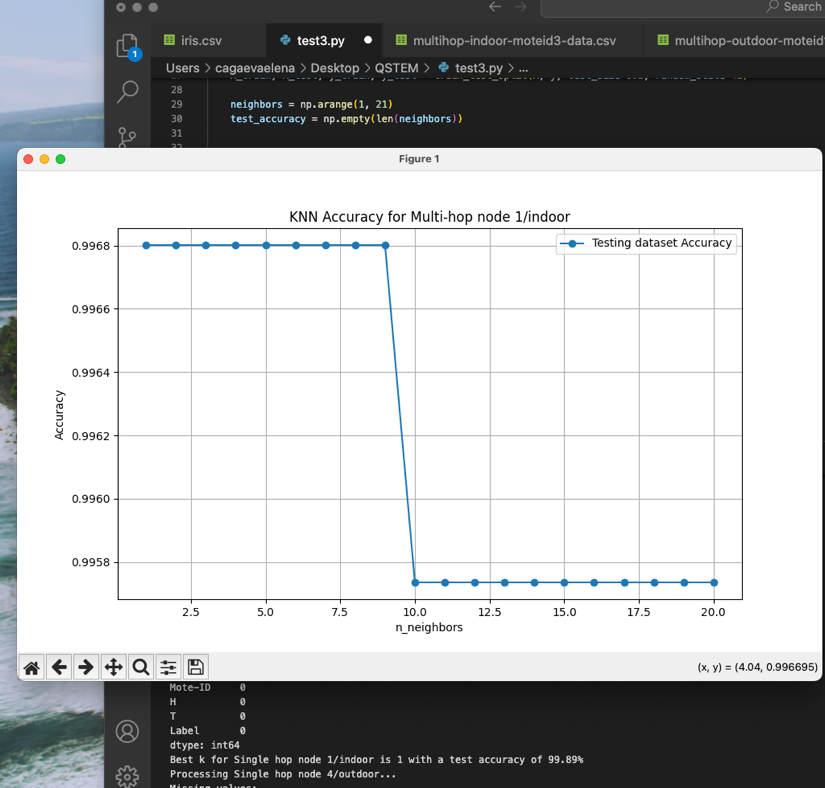 Search
iris.csv
test3.py
multihop-indoor-moteid3-data.csv
multihop-outdoor-moteid
1
Users > cagaevaelena > Desktop > QSTEM > test3.py > ...
28
29 neighbors = np.arange(1, 21)
30 test_accuracy = np.empty(len(neighbors))
31
Figure 1
KNN Accuracy for Multi-hop node 1/indoor
Testing dataset Accuracy
0.9968
0.9966
0.9964
0.9962
0.9960
0.9958
Accuracy
2.5 5.0 7.5 10.0 12.5 15.0 17.5 20.0
n_neighbors
(x, y) = (4.04, 0.996695)
Mote-ID 0
H 0
T 0
Label 0
dtype: int64
Best k for Single hop node 1/indoor is 1 with a test accuracy of 99.89%
Processing Single hop node 4/outdoor...
Missing values: